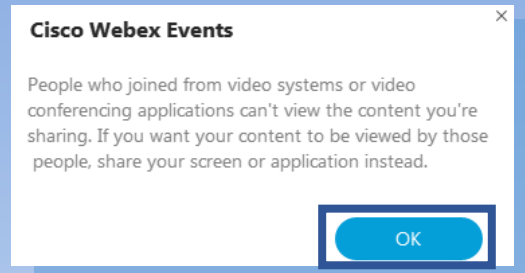 Cisco Webex Events
People who joined from video systems or video
conferencing applications can't view the content you're
sharing. If you want your content to be viewed by those
people, share your screen or application instead.
OK